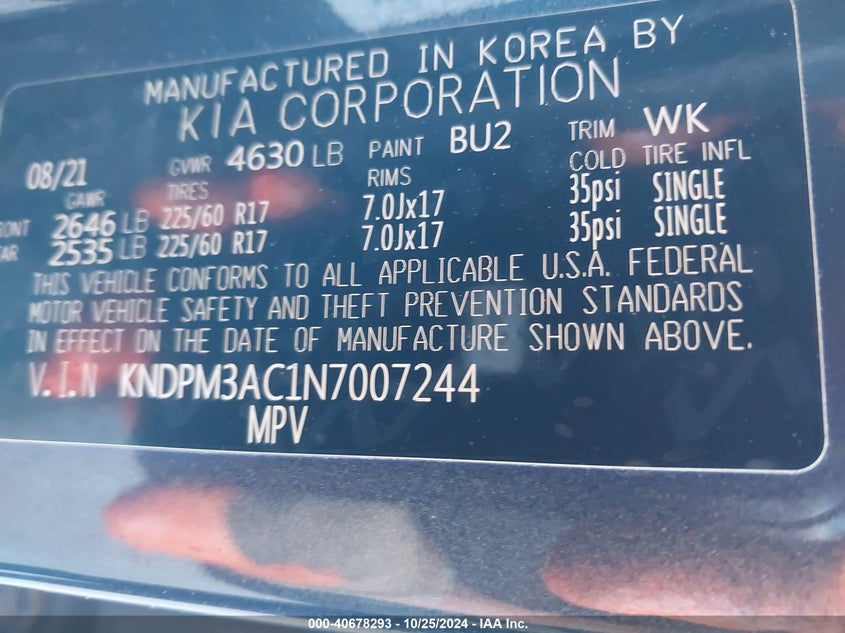 MANUFACTURED IN KOREA BY
KIA CORPORATION
08/21 GVWR 4630 LB PAINT BU2 TRIM WK
GAWR TIRES RIMS COLD TIRE INFL
2646 LB 225/60 R17 7.0Jx17 35psi SINGLE
2535 LB 225/60 R17 7.0Jx17 35psi SINGLE
THIS VEHICLE CONFORMS TO ALL APPLICABLE U.S.A. FEDERAL
MOTOR VEHICLE SAFETY AND THEFT PREVENTION STANDARDS
IN EFFECT ON THE DATE OF MANUFACTURE SHOWN ABOVE.
V.I.N KNDPM3AC1N7007244
MPV
000-40678293 - 10/25/2024 - IAA Inc.